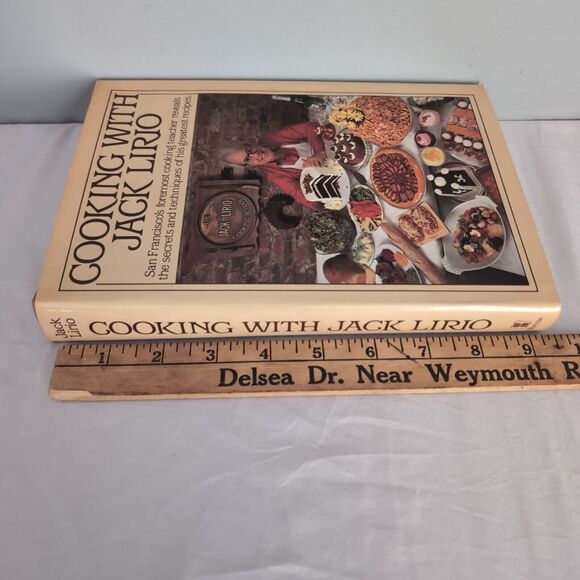 COOKING WITH
JACK LIRIO
San Francisco's foremost cooking teacher reveals
the secrets and techniques of his greatest recipes.
JACK LIRIO
Jack
Lirio
COOKING WITH JACK LIRIO
1 2 3 4 5 6 7 8 9 1
Delsea Dr. Near Weymouth R